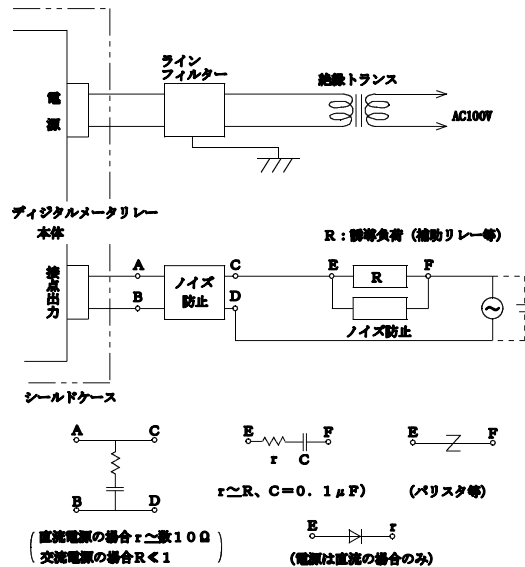 ライン
フィルター
絶縁トランス
電源
AC100V
ディジタルメータリレー
本体
R：誘導負荷（補助リレー等）
接点出力
A
B
ノイズ
防止
C
D
E
R
F
ノイズ防止
～
シールドケース
A C
B D
E F
r C
E F
r≃R、C＝0．1μF）
（バリスタ等）
直流電源の場合r≃数10Ω
交流電源の場合R≪1
E r
（電源は直流の場合のみ）